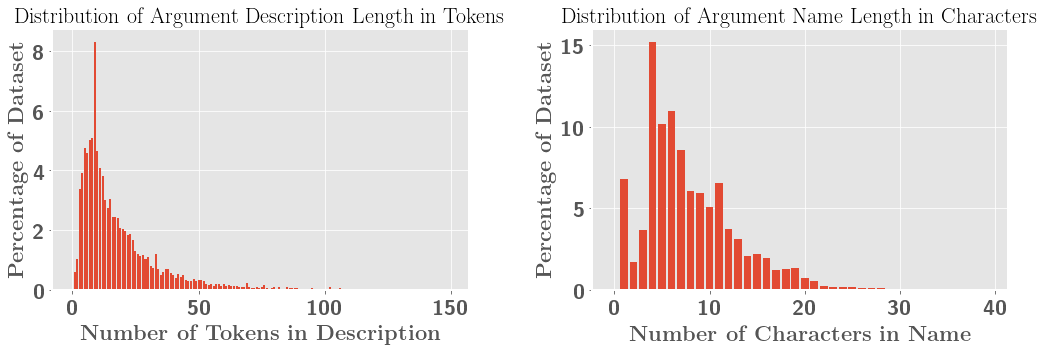 Distribution of Argument Description Length in Tokens
Percentage of Dataset
8
6
4
2
0
0 50 100 150
Number of Tokens in Description
Distribution of Argument Name Length in Characters
Percentage of Dataset
15
10
5
0
0 10 20 30 40
Number of Characters in Name